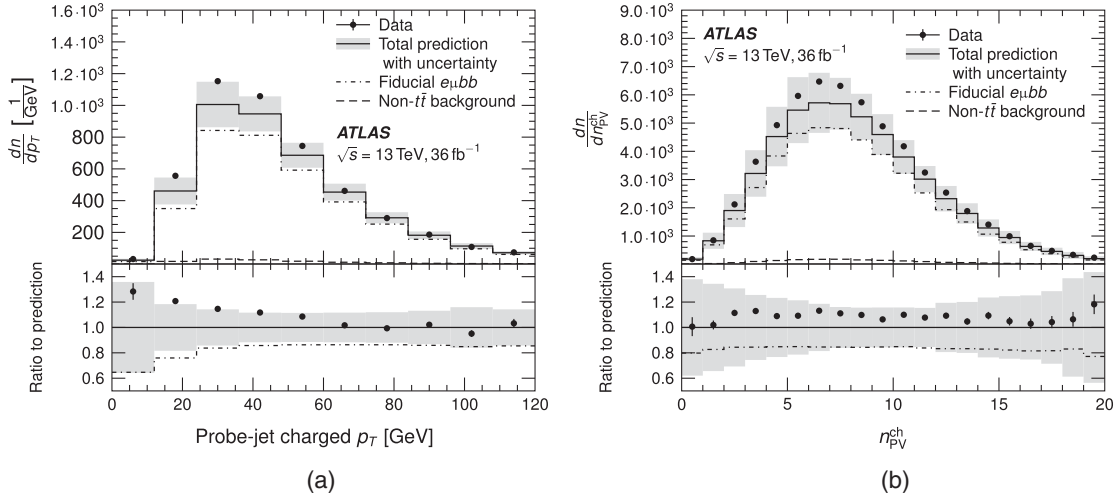 1.6·10³
1.4·10³
1.2·10³
1.0·10³
800
600
400
200
dn/dp_T [1/GeV]
Data
Total prediction
with uncertainty
Fiducial eμbb
Non-tt̄ background
ATLAS
√s = 13 TeV, 36 fb⁻¹
1.4
1.2
1.0
0.8
0.6
Ratio to prediction
0 20 40 60 80 100 120
Probe-jet charged p_T [GeV]
(a)
9.0·10³
8.0·10³
7.0·10³
6.0·10³
5.0·10³
4.0·10³
3.0·10³
2.0·10³
1.0·10³
dn/dn_PV^ch
ATLAS
√s = 13 TeV, 36 fb⁻¹
Data
Total prediction
with uncertainty
Fiducial eμbb
Non-tt̄ background
1.4
1.2
1.0
0.8
0.6
Ratio to prediction
0 5 10 15 20
n_PV^ch
(b)